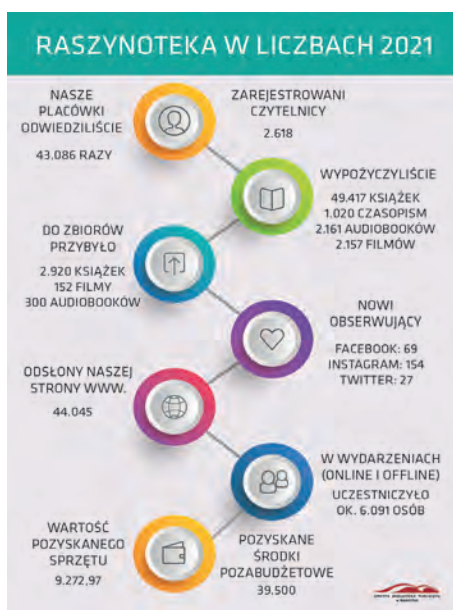 RASZYNOTEKA W LICZBACH 2021
NASZE
PLACÓWKI
ODWIEDZILIŚCIE
43.086 RAZY
ZAREJESTROWANI
CZYTELNICY
2.618
WYPOŻYCZYLIŚCIE
49.417 KSIĄŻEK
1.020 CZASOPISM
2.161 AUDIOBOOKÓW
2.157 FILMÓW
DO ZBIORÓW
PRZYBYŁO
2.920 KSIĄŻEK
152 FILMY
300 AUDIOBOOKÓW
NOWI
OBSERWUJĄCY
FACEBOOK: 69
INSTAGRAM: 154
TWITTER: 27
ODSŁONY NASZEJ
STRONY WWW.
44.045
W WYDARZENIACH
(ONLINE I OFFLINE)
UCZESTNICZYŁO
OK. 6.091 OSÓB
WARTOŚĆ
POZYSKANEGO
SPRZĘTU
9.272,97
POZYSKANE
ŚRODKI
POZABUDŻETOWE
39.500